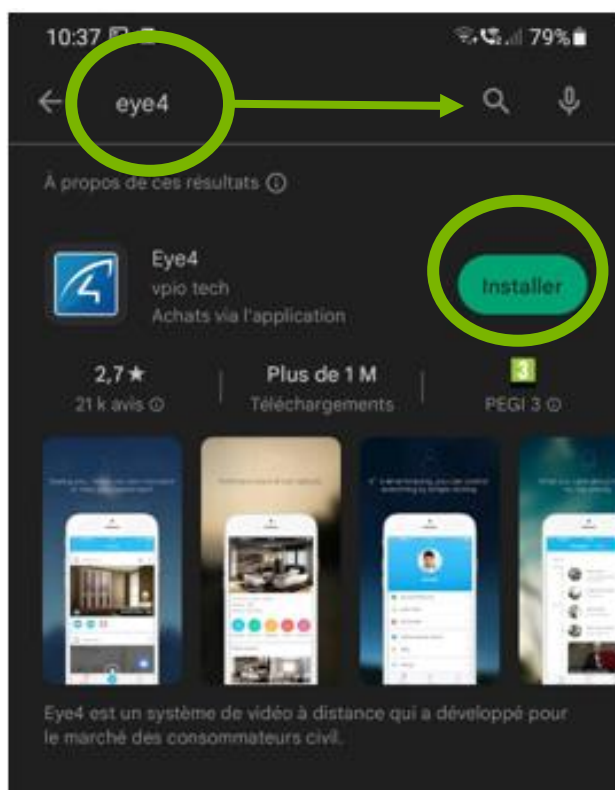 10:37
79%
eye4
À propos de ces résultats
Eye4
vpio tech
Achats via l'application
Installer
2,7★
21 k avis
Plus de 1 M
Téléchargements
3
PEGI 3
Eye4 est un système de vidéo à distance qui a développé pour
le marché des consommateurs civil.